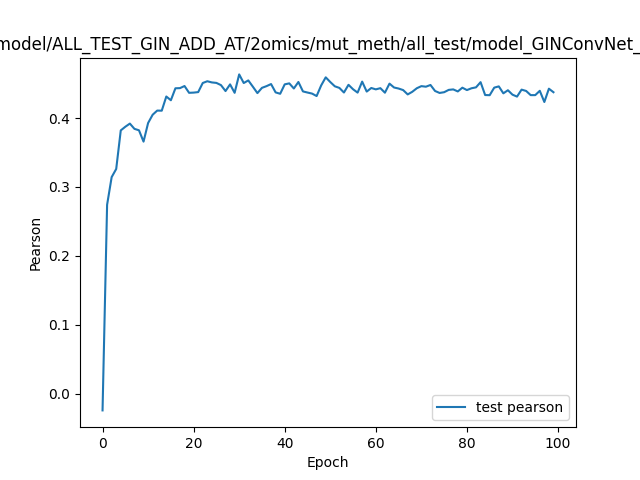 model/ALL_TEST_GIN_ADD_AT/2omics/mut_meth/all_test/model_GINConvNet_
0.4
0.3
0.2
0.1
0.0
Pearson
test pearson
0 20 40 60 80 100
Epoch